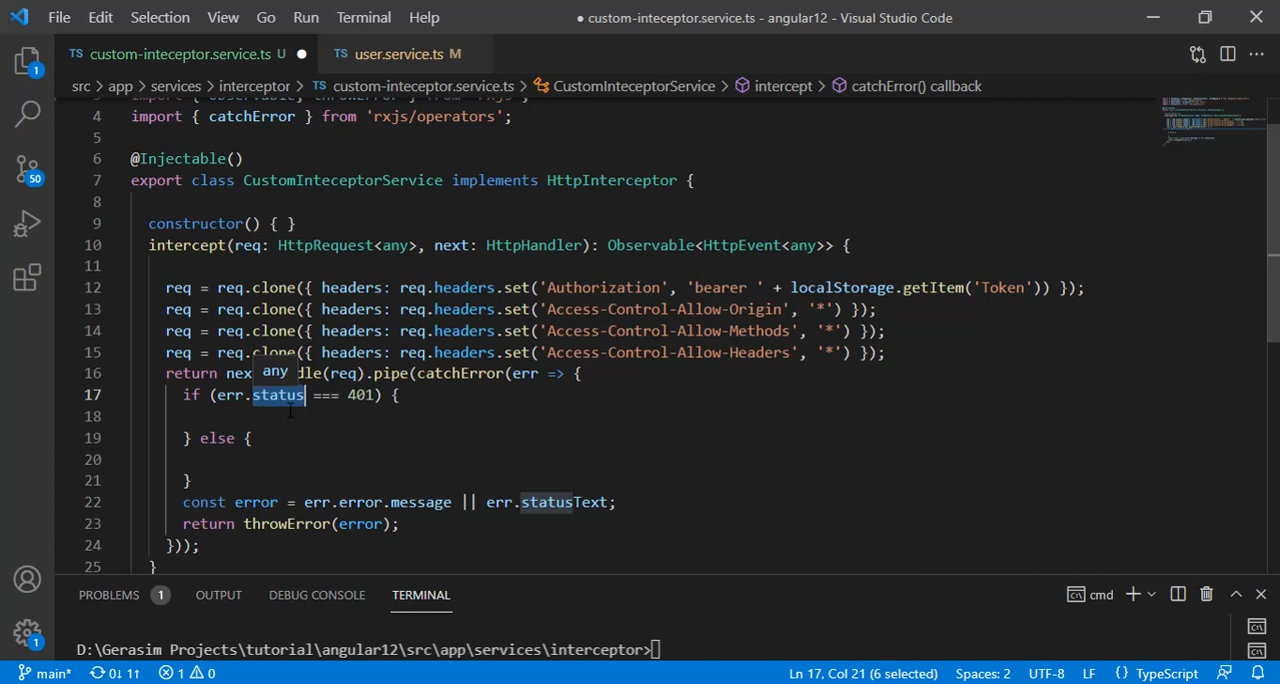 File Edit Selection View Go Run Terminal Help ● custom-inteceptor.service.ts - angular12 - Visual Studio Code
TS custom-inteceptor.service.ts U ● TS user.service.ts M
src > app > services > interceptor > TS custom-inteceptor.service.ts > CustomInteceptorService > intercept > catchError() callback
4 import { catchError } from 'rxjs/operators';
5
6 @Injectable()
7 export class CustomInteceptorService implements HttpInterceptor {
8
9 constructor() { }
10 intercept(req: HttpRequest<any>, next: HttpHandler): Observable<HttpEvent<any>> {
11
12 req = req.clone({ headers: req.headers.set('Authorization', 'bearer ' + localStorage.getItem('Token')) });
13 req = req.clone({ headers: req.headers.set('Access-Control-Allow-Origin', '*') });
14 req = req.clone({ headers: req.headers.set('Access-Control-Allow-Methods', '*') });
15 req = req.clone({ headers: req.headers.set('Access-Control-Allow-Headers', '*') });
any
16 return nex dle(req).pipe(catchError(err => {
17 if (err.status === 401) {
18
19 } else {
20
21 }
22 const error = err.error.message || err.statusText;
23 return throwError(error);
24 }));
25 }
1
50
1
PROBLEMS 1 OUTPUT DEBUG CONSOLE TERMINAL cmd
D:\Gerasim Projects\tutorial\angular12\src\app\services\interceptor>
main* 0↓ 1↑ 1 0 Ln 17, Col 21 (6 selected) Spaces: 2 UTF-8 LF {} TypeScript